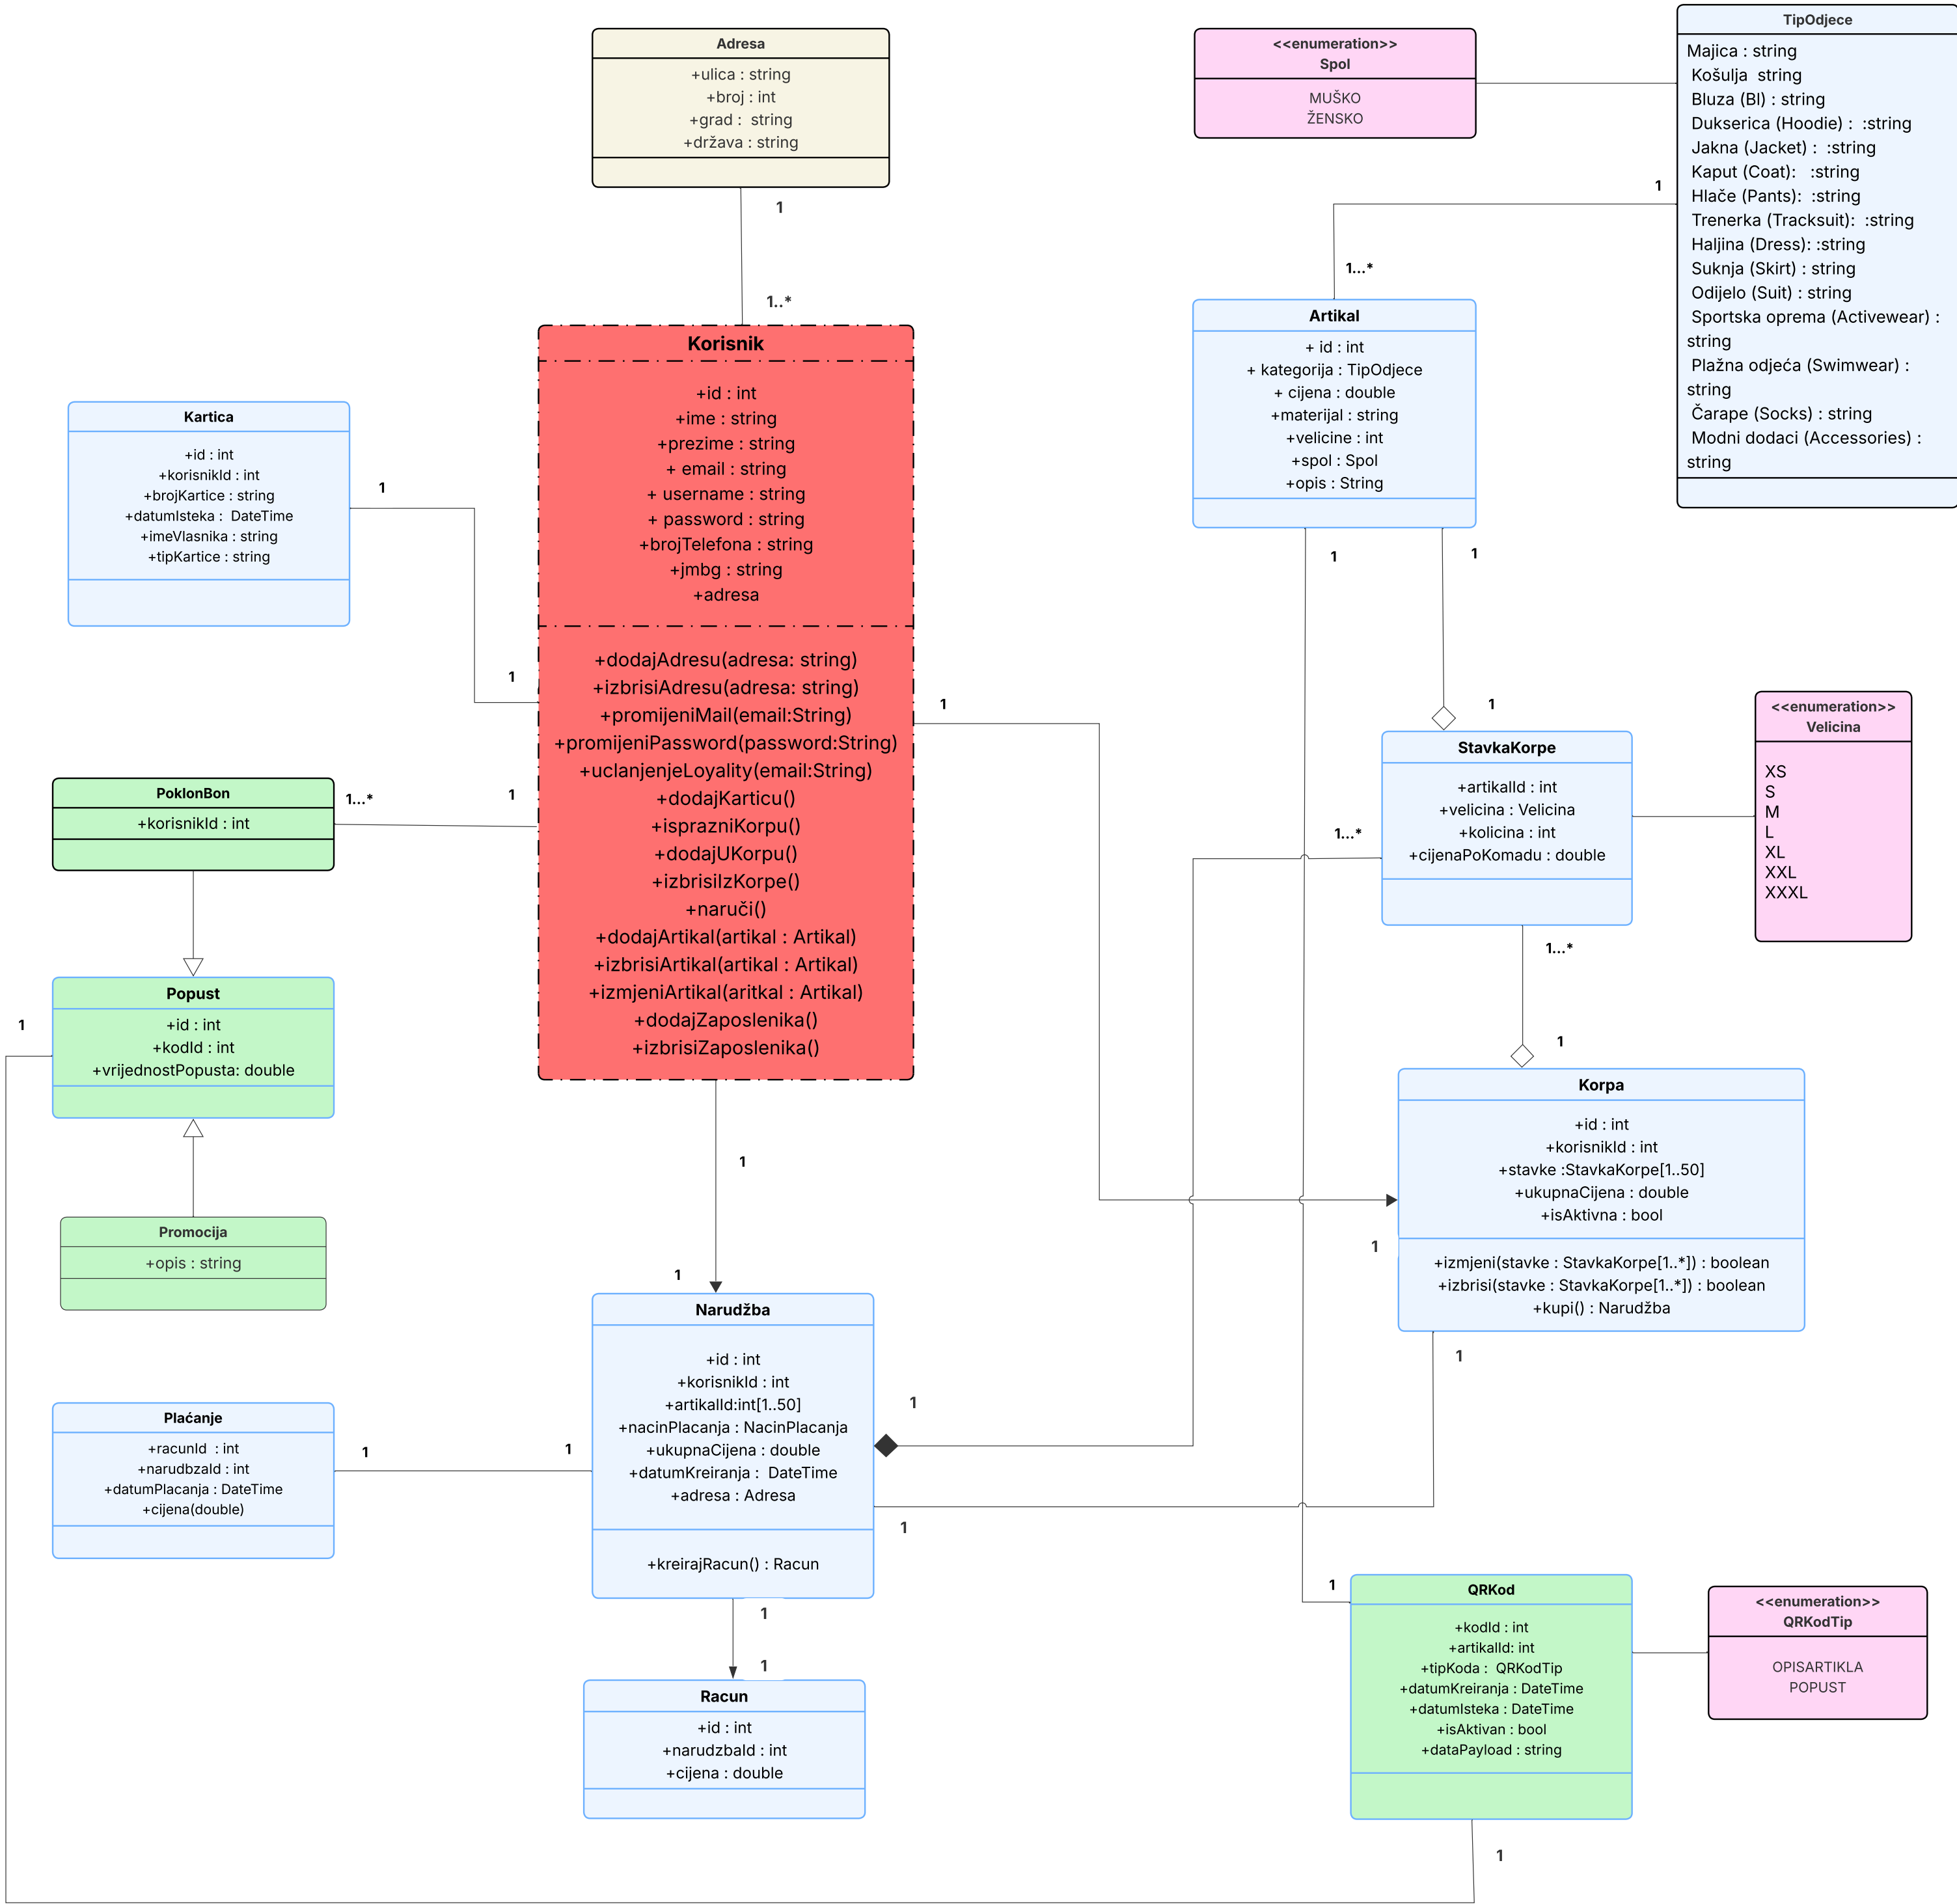 Adresa
+ulica : string
+broj : int
+grad :  string
+država : string
1
1..*
<<enumeration>>
Spol
MUŠKO
ŽENSKO
TipOdjece
Majica : string
Košulja  string
Bluza (Bl) : string
Dukserica (Hoodie) :  :string
Jakna (Jacket) :  :string
Kaput (Coat):   :string
Hlače (Pants):  :string
Trenerka (Tracksuit):  :string
Haljina (Dress): :string
Suknja (Skirt) : string
Odijelo (Suit) : string
Sportska oprema (Activewear) :
string
Plažna odjeća (Swimwear) :
string
Čarape (Socks) : string
Modni dodaci (Accessories) :
string
1
1...*
Artikal
+ id : int
+ kategorija : TipOdjece
+ cijena : double
+materijal : string
+velicine : int
+spol : Spol
+opis : String
1
1
Korisnik
+id : int
+ime : string
+prezime : string
+ email : string
+ username : string
+ password : string
+brojTelefona : string
+jmbg : string
+adresa
+dodajAdresu(adresa: string)
+izbrisiAdresu(adresa: string)
+promijeniMail(email:String)
+promijeniPassword(password:String)
+uclanjenjeLoyality(email:String)
+dodajKarticu()
+isprazniKorpu()
+dodajUKorpu()
+izbrisiIzKorpe()
+naruči()
+dodajArtikal(artikal : Artikal)
+izbrisiArtikal(artikal : Artikal)
+izmjeniArtikal(aritkal : Artikal)
+dodajZaposlenika()
+izbrisiZaposlenika()
Kartica
+id : int
+korisnikId : int
+brojKartice : string
+datumIsteka :  DateTime
+imeVlasnika : string
+tipKartice : string
1
1
1
1
PoklonBon
+korisnikId : int
1...*
1
StavkaKorpe
+artikalId : int
+velicina : Velicina
+kolicina : int
+cijenaPoKomadu : double
1...*
1...*
<<enumeration>>
Velicina
XS
S
M
L
XL
XXL
XXXL
Popust
+id : int
+kodId : int
+vrijednostPopusta: double
1
Promocija
+opis : string
1
1
1
Korpa
+id : int
+korisnikId : int
+stavke :StavkaKorpe[1..50]
+ukupnaCijena : double
+isAktivna : bool
+izmjeni(stavke : StavkaKorpe[1..*]) : boolean
+izbrisi(stavke : StavkaKorpe[1..*]) : boolean
+kupi() : Narudžba
1
1
Narudžba
+id : int
+korisnikId : int
+artikalId:int[1..50]
+nacinPlacanja : NacinPlacanja
+ukupnaCijena : double
+datumKreiranja :  DateTime
+adresa : Adresa
+kreirajRacun() : Racun
1
1
Plaćanje
+racunId  : int
+narudbzaId : int
+datumPlacanja : DateTime
+cijena(double)
1
1
1
1
Racun
+id : int
+narudzbaId : int
+cijena : double
1
QRKod
+kodId : int
+artikalId: int
+tipKoda :  QRKodTip
+datumKreiranja : DateTime
+datumIsteka : DateTime
+isAktivan : bool
+dataPayload : string
1
<<enumeration>>
QRKodTip
OPISARTIKLA
POPUST